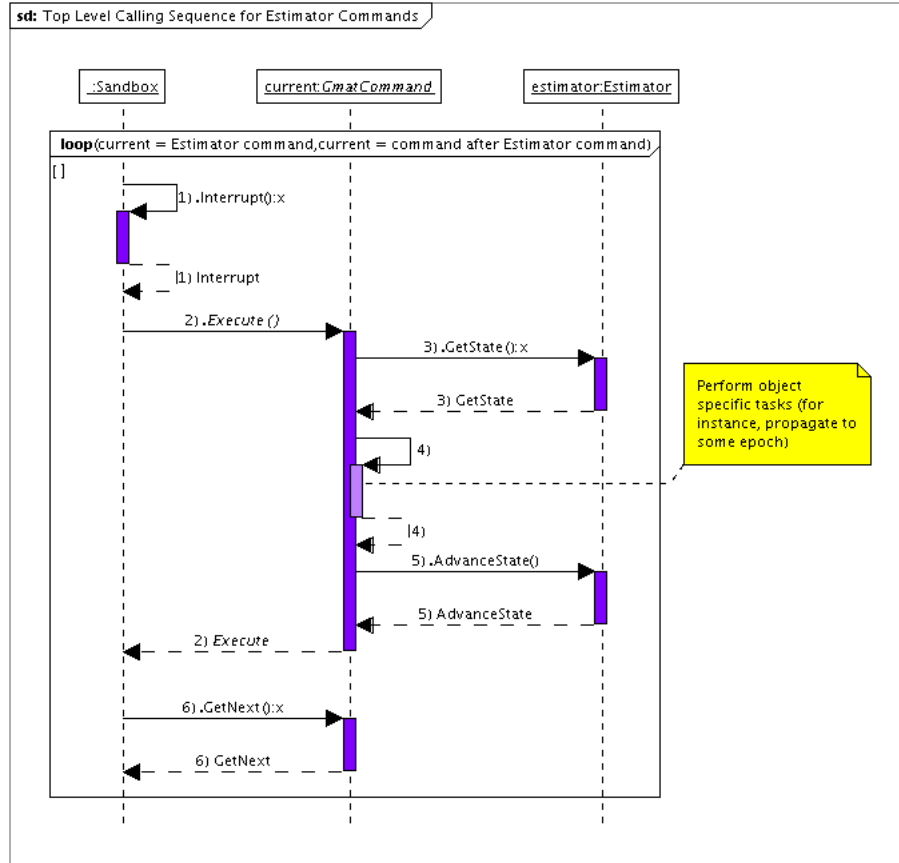 sd: Top Level Calling Sequence for Estimator Commands
_:Sandbox
current:GmatCommand
estimator:Estimator
loop(current = Estimator command,current = command after Estimator command)
[ ]
1) .Interrupt():x
1) Interrupt
2) .Execute ()
3) .GetState():x
3) GetState
Perform object
specific tasks (for
instance, propagate to
some epoch)
4)
4)
5) .AdvanceState()
5) AdvanceState
2) Execute
6).GetNext():x
6) GetNext